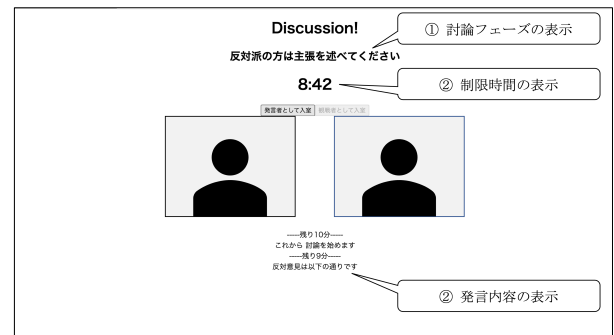 Discussion!
① 討論フェーズの表示
反対派の方は主張を述べてください
8:42
② 制限時間の表示
発言者として入室 観戦者として入室
-----残り10分-----
これから 討論を始めます
-----残り9分-----
反対意見は以下の通りです
② 発言内容の表示